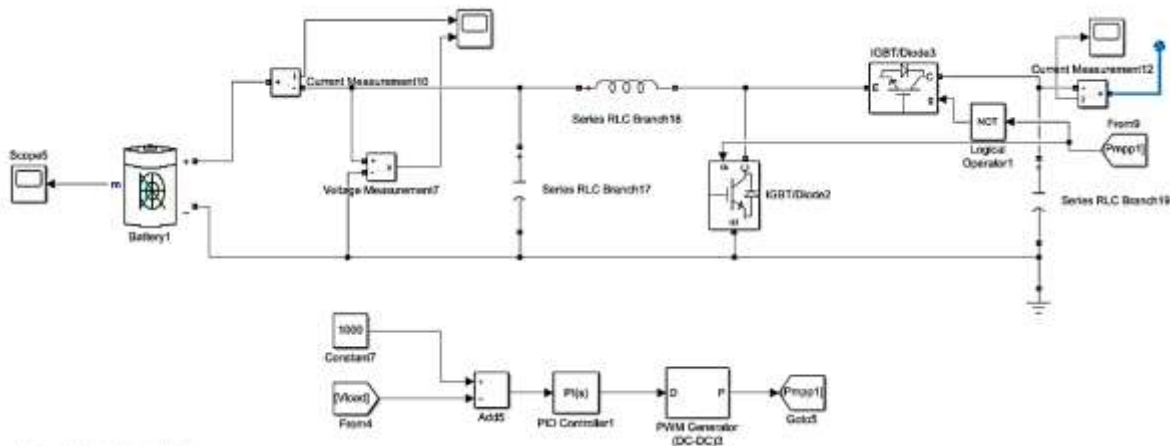 IGBT/Diode3
Current Measurement10
Current Measurement12
C
E
g
i
From9
NOT
[Pmpp1]
Series RLC Branch18
Logical
Operator1
Scope5
m
Voltage Measurement7
v
Series RLC Branch17
g
C
E
IGBT/Diode2
Series RLC Branch19
Battery1
1000
Constant7
[Vload]
From4
Add5
PI(s)
PID Controller1
D
P
PWM Generator
(DC-DC)3
[Pmpp1]
Goto5